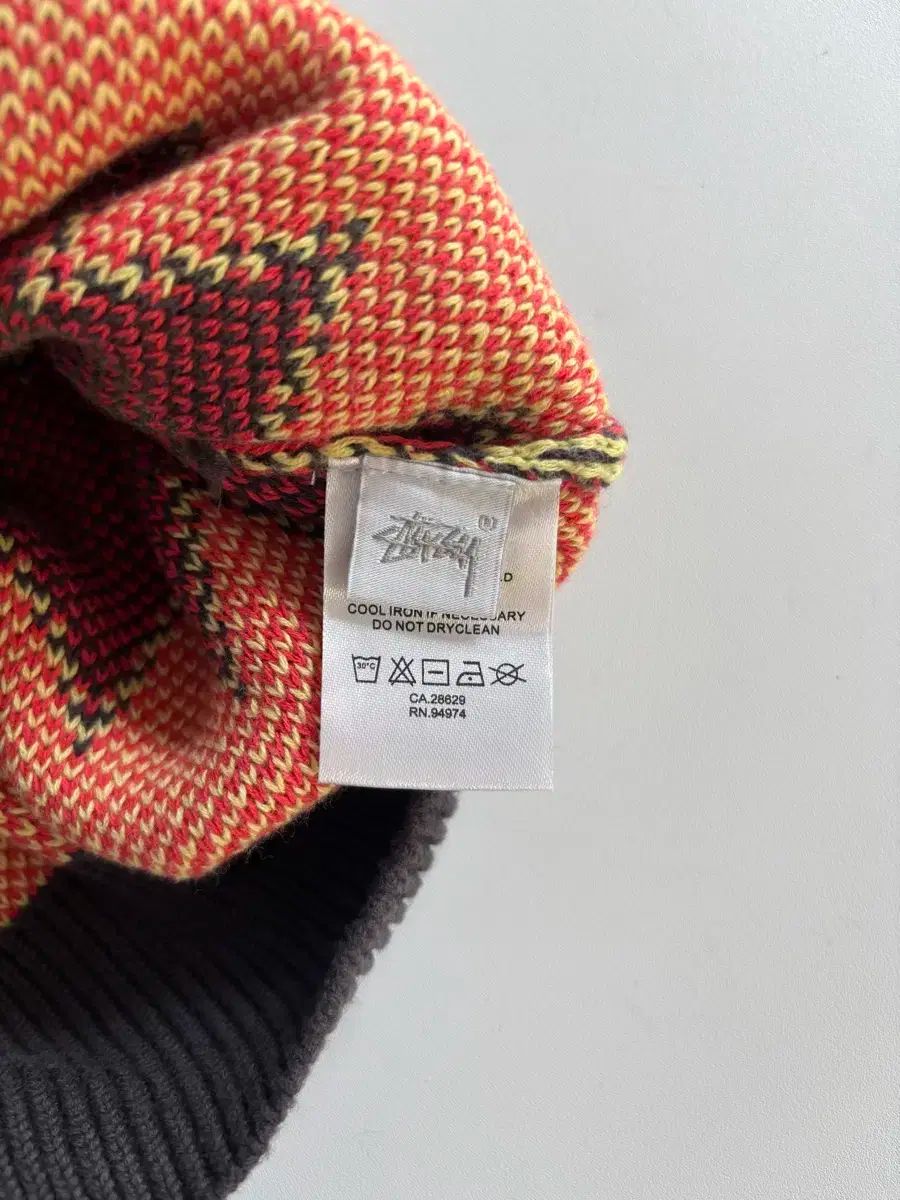 Stüssy ®
D
COOL IRON IF NECESSARY
DO NOT DRYCLEAN
30°C
CA.28629
RN.94974